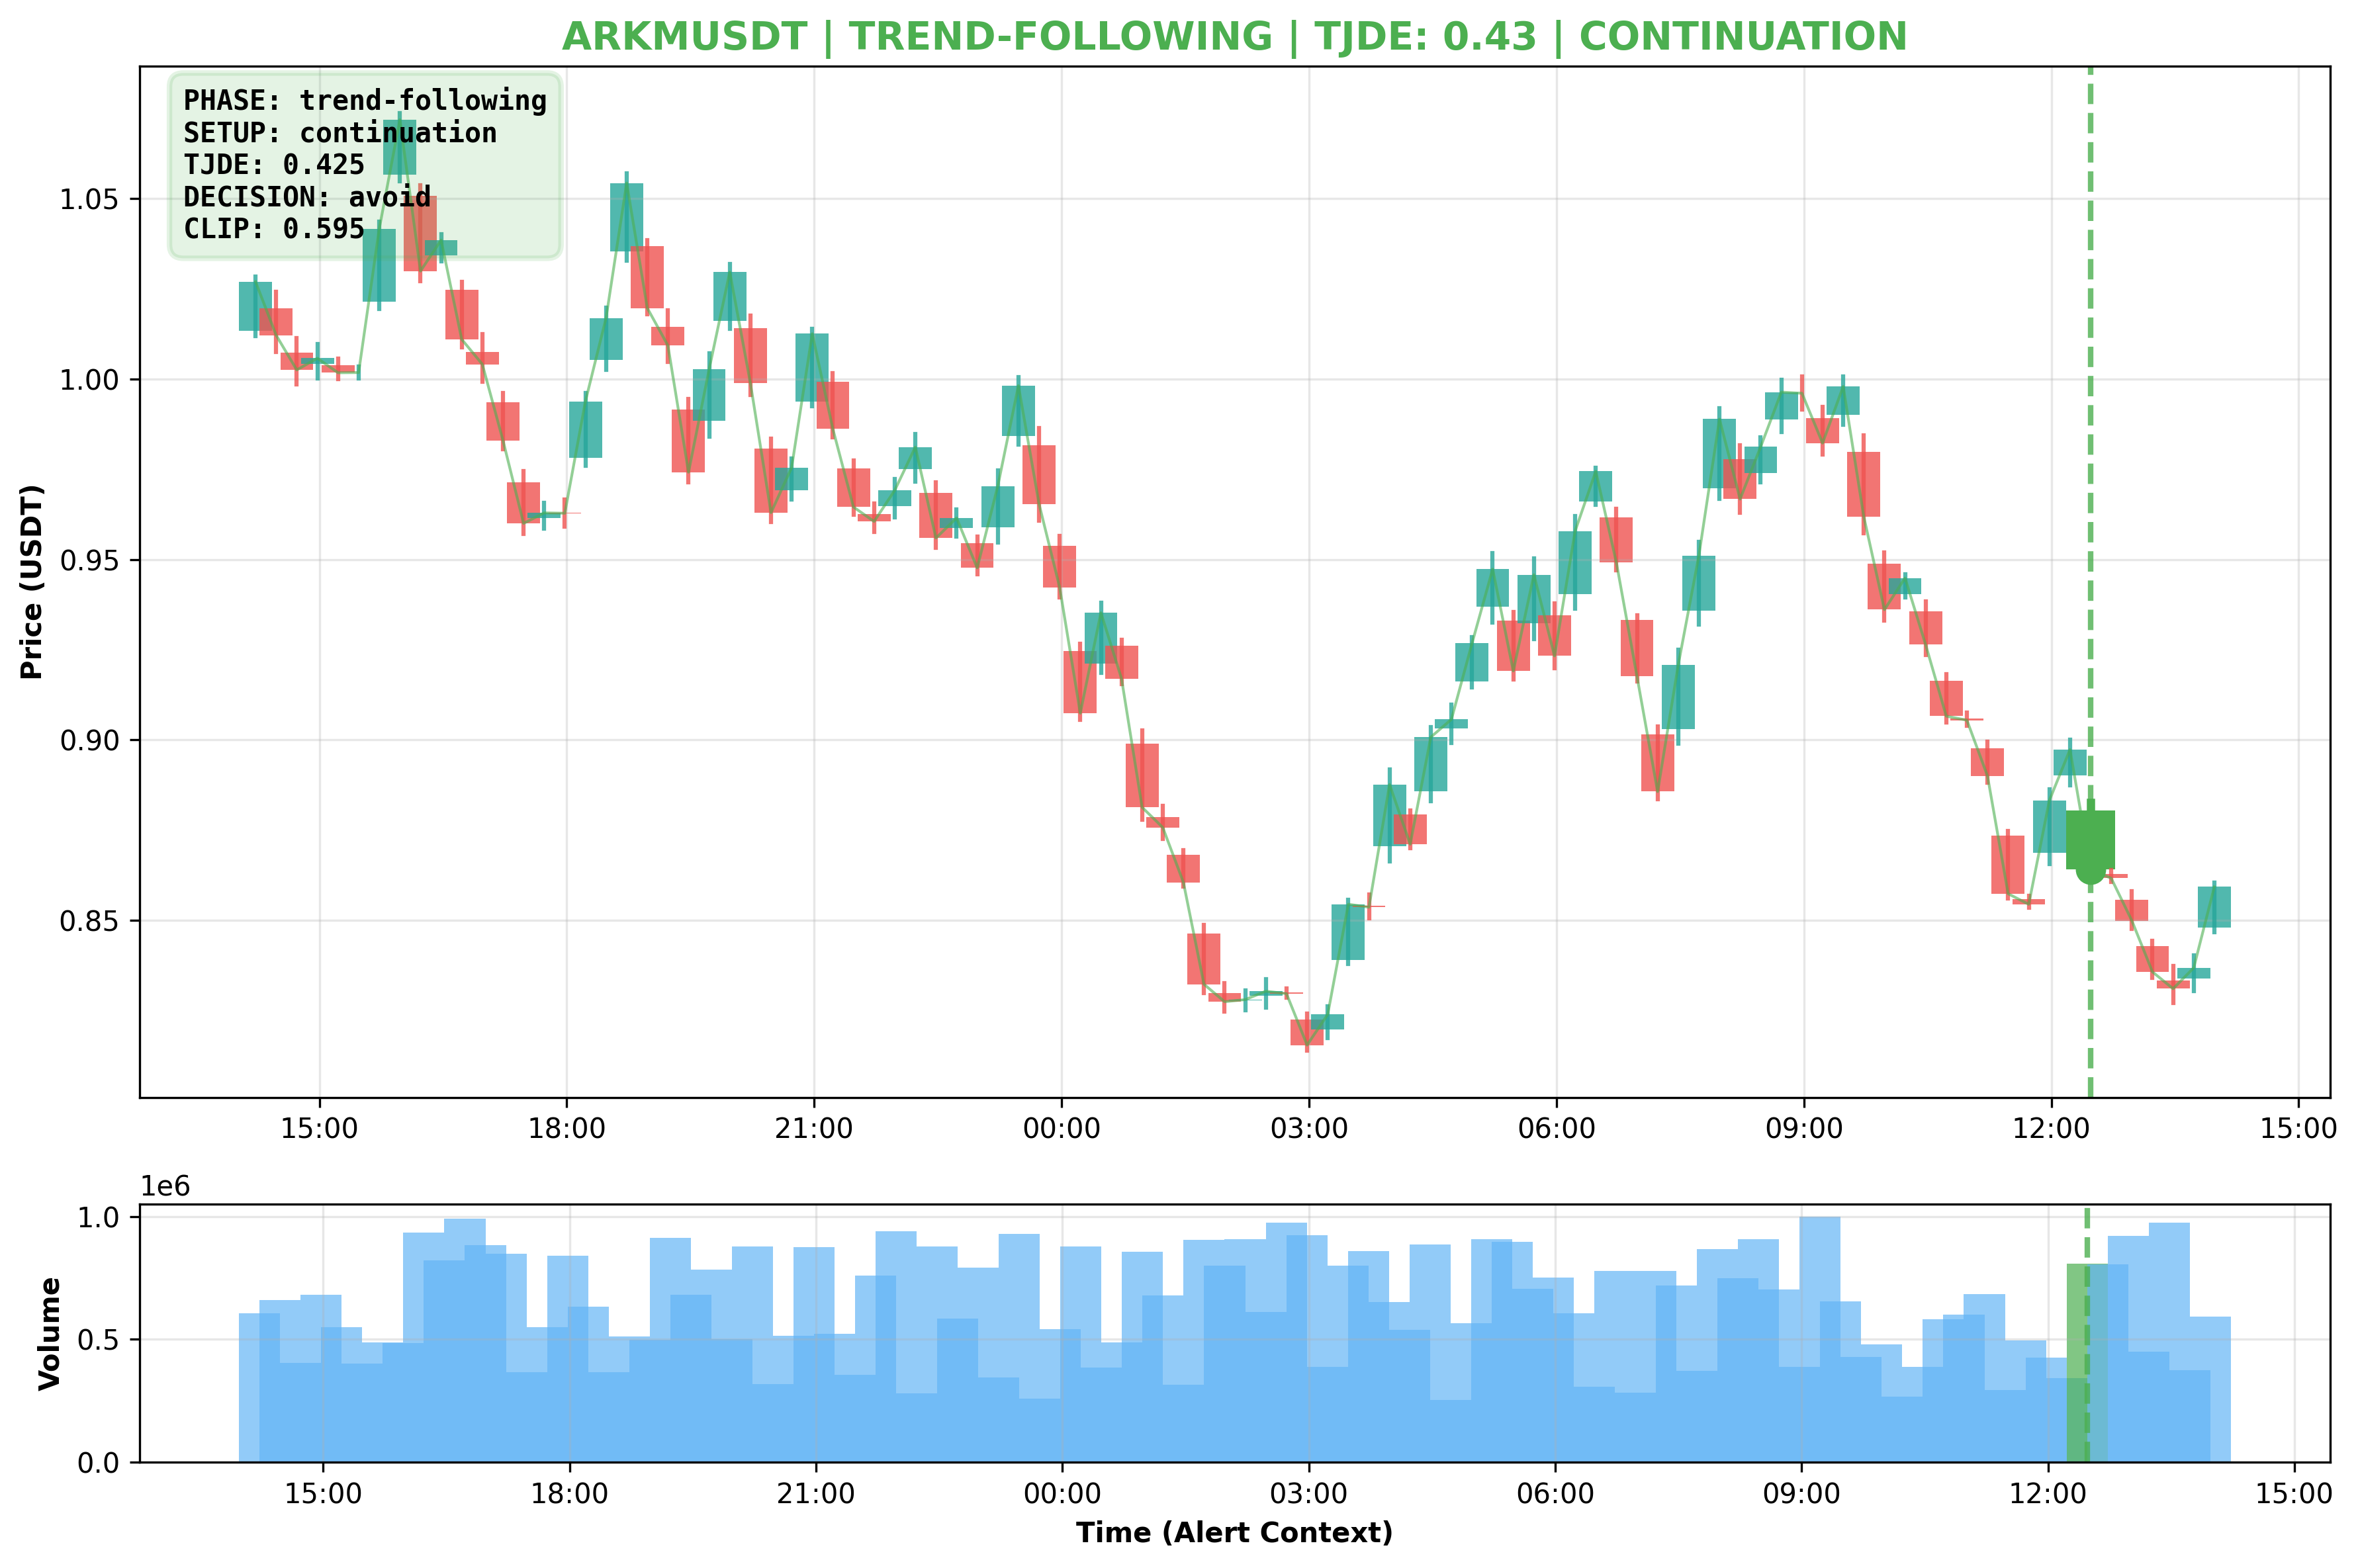 ARKMUSDT | TREND-FOLLOWING | TJDE: 0.43 | CONTINUATION
PHASE: trend-following
SETUP: continuation
TJDE: 0.425
DECISION: avoid
CLIP: 0.595
Price (USDT)
1.05
1.00
0.95
0.90
0.85
15:00 18:00 21:00 00:00 03:00 06:00 09:00 12:00 15:00
1e6
Volume
1.0
0.5
0.0
15:00 18:00 21:00 00:00 03:00 06:00 09:00 12:00 15:00
Time (Alert Context)